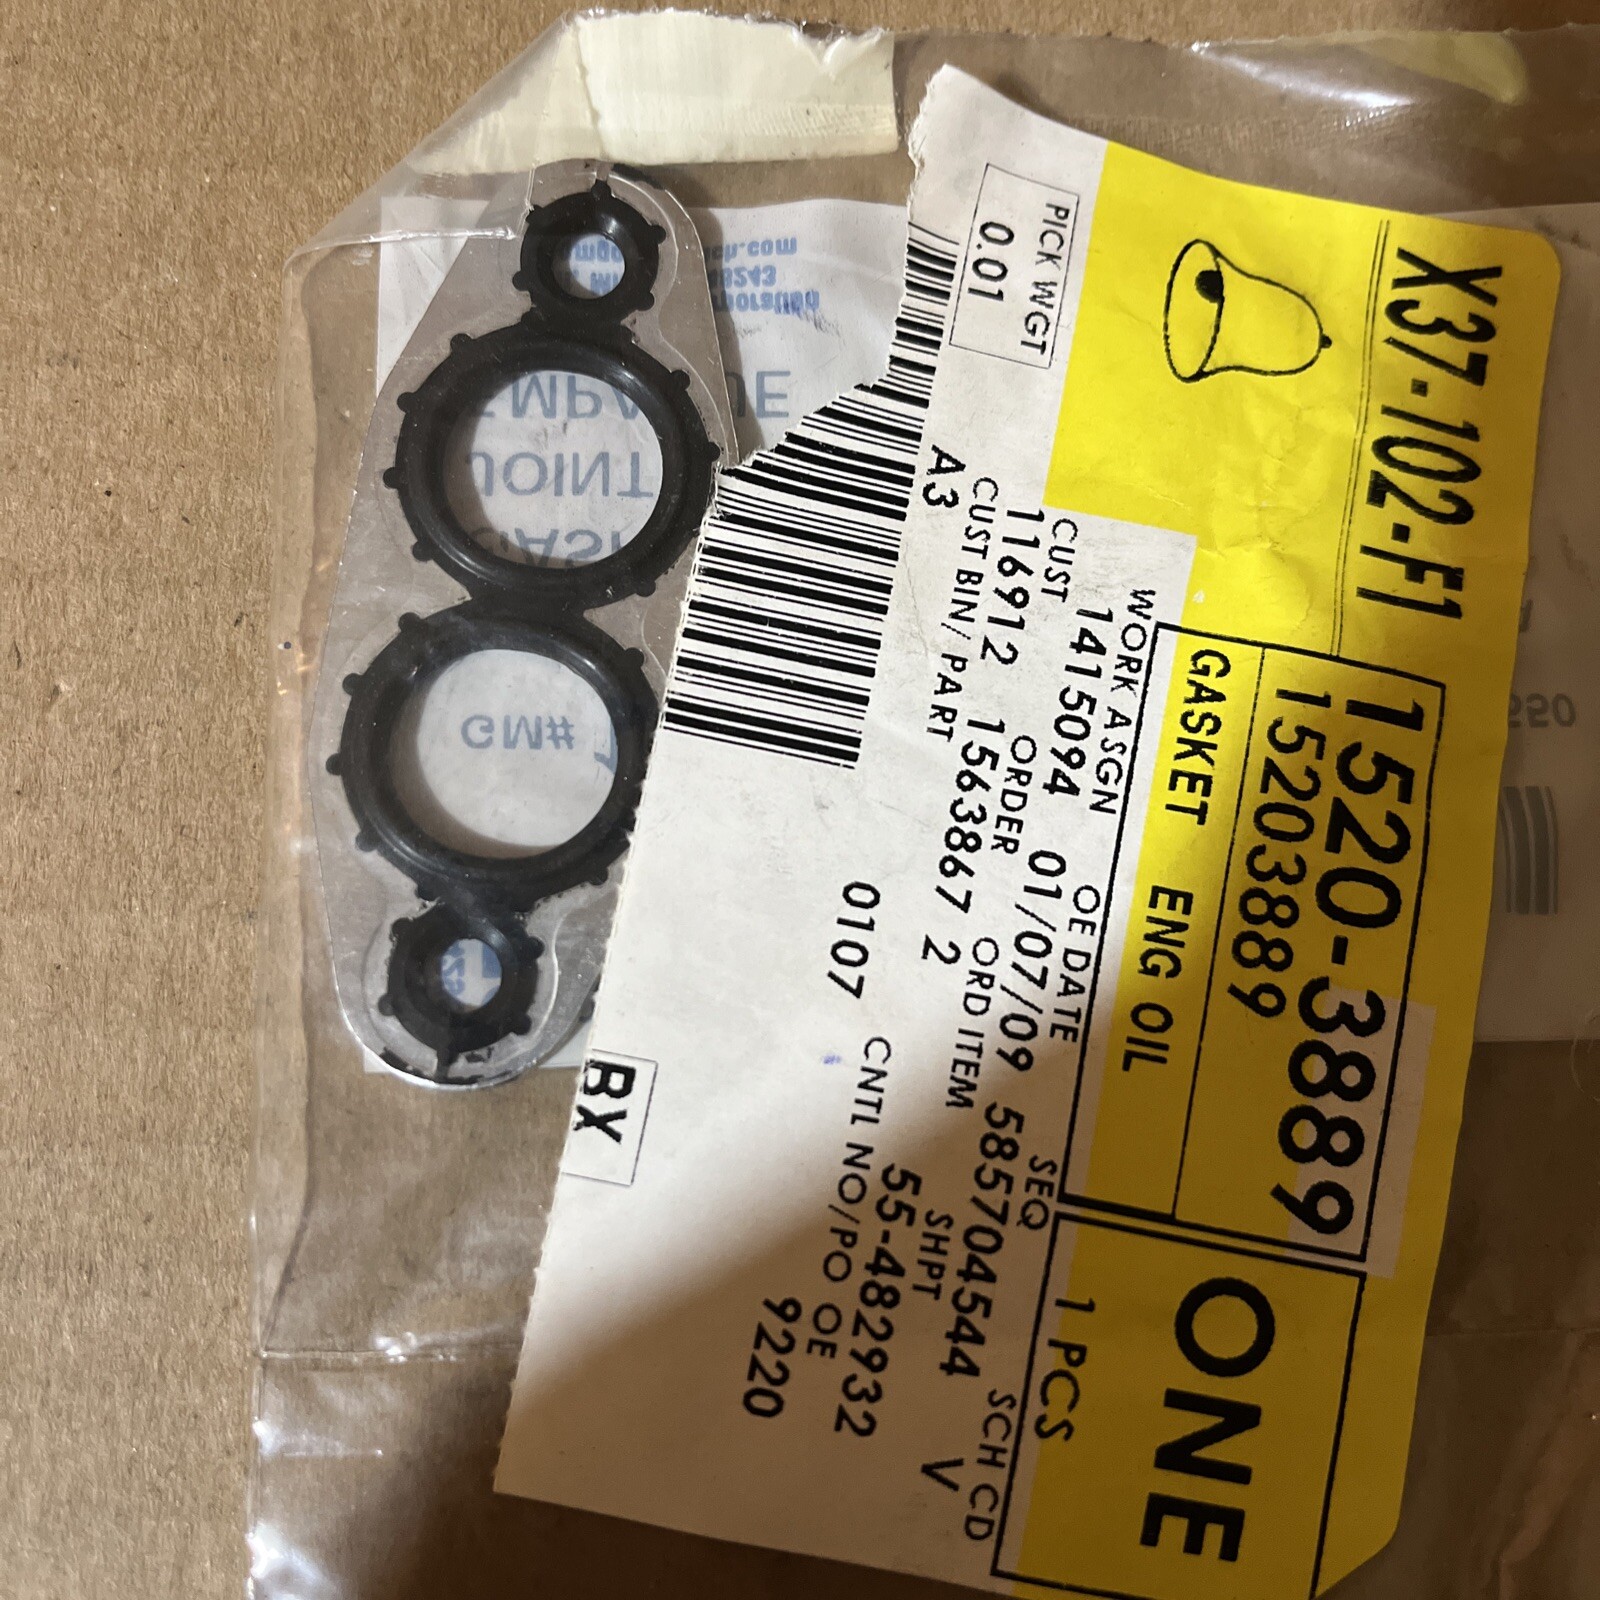 X37-102-F1
1520-3889
15203889
GASKET ENG OIL
ONE
1 PCS
PICK WGT
0.01
WORK ASGN
1415094
OE DATE
01/07/09
SEQ
585704544
SCH CD
V
CUST
116912
ORDER
1563867
ORD ITEM
2
SHPT
55-482932
CUST BIN/PART
A3
0107
CNTL NO/PO
OE
9220
BX
JOINT
GM#